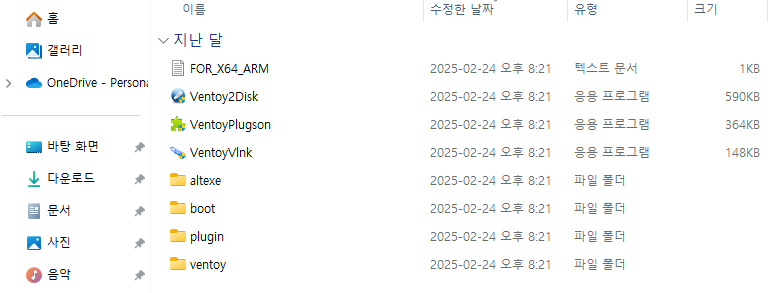 이름 수정한 날짜 유형 크기
홈
갤러리
OneDrive - Persona
바탕 화면
다운로드
문서
사진
음악
지난 달
FOR_X64_ARM 2025-02-24 오후 8:21 텍스트 문서 1KB
Ventoy2Disk 2025-02-24 오후 8:21 응용 프로그램 590KB
VentoyPlugson 2025-02-24 오후 8:21 응용 프로그램 364KB
VentoyVlnk 2025-02-24 오후 8:21 응용 프로그램 148KB
altexe 2025-02-24 오후 8:21 파일 폴더
boot 2025-02-24 오후 8:21 파일 폴더
plugin 2025-02-24 오후 8:21 파일 폴더
ventoy 2025-02-24 오후 8:21 파일 폴더